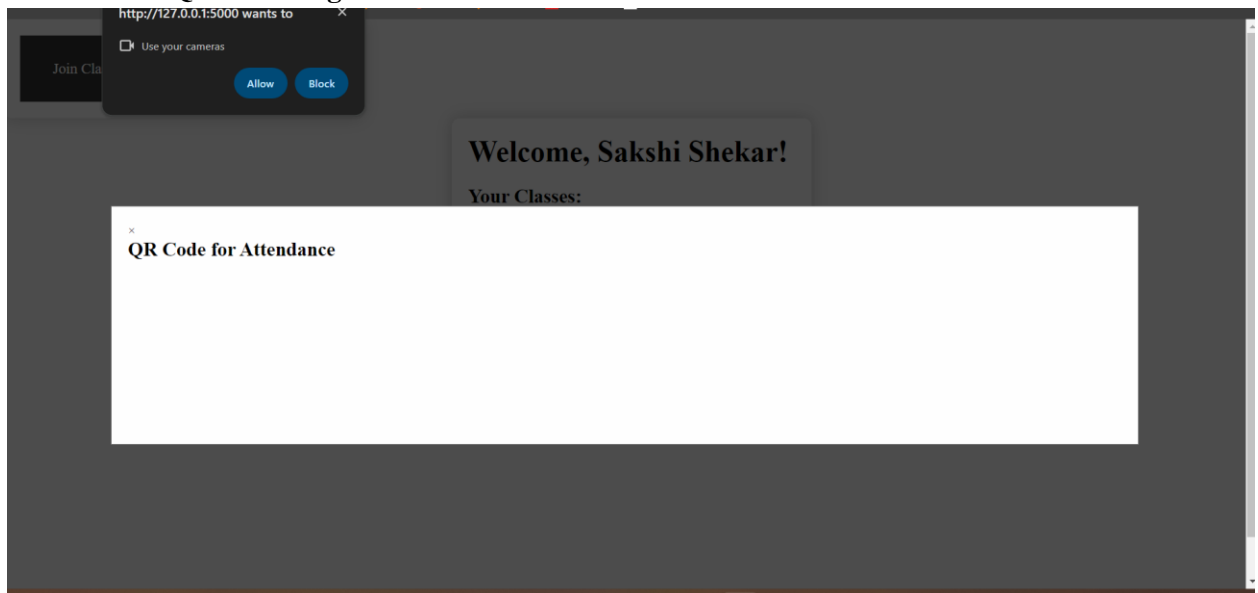 http://127.0.0.1:5000 wants to ×
Use your cameras
Allow Block
Join Cla
Welcome, Sakshi Shekar!
Your Classes:
×
QR Code for Attendance